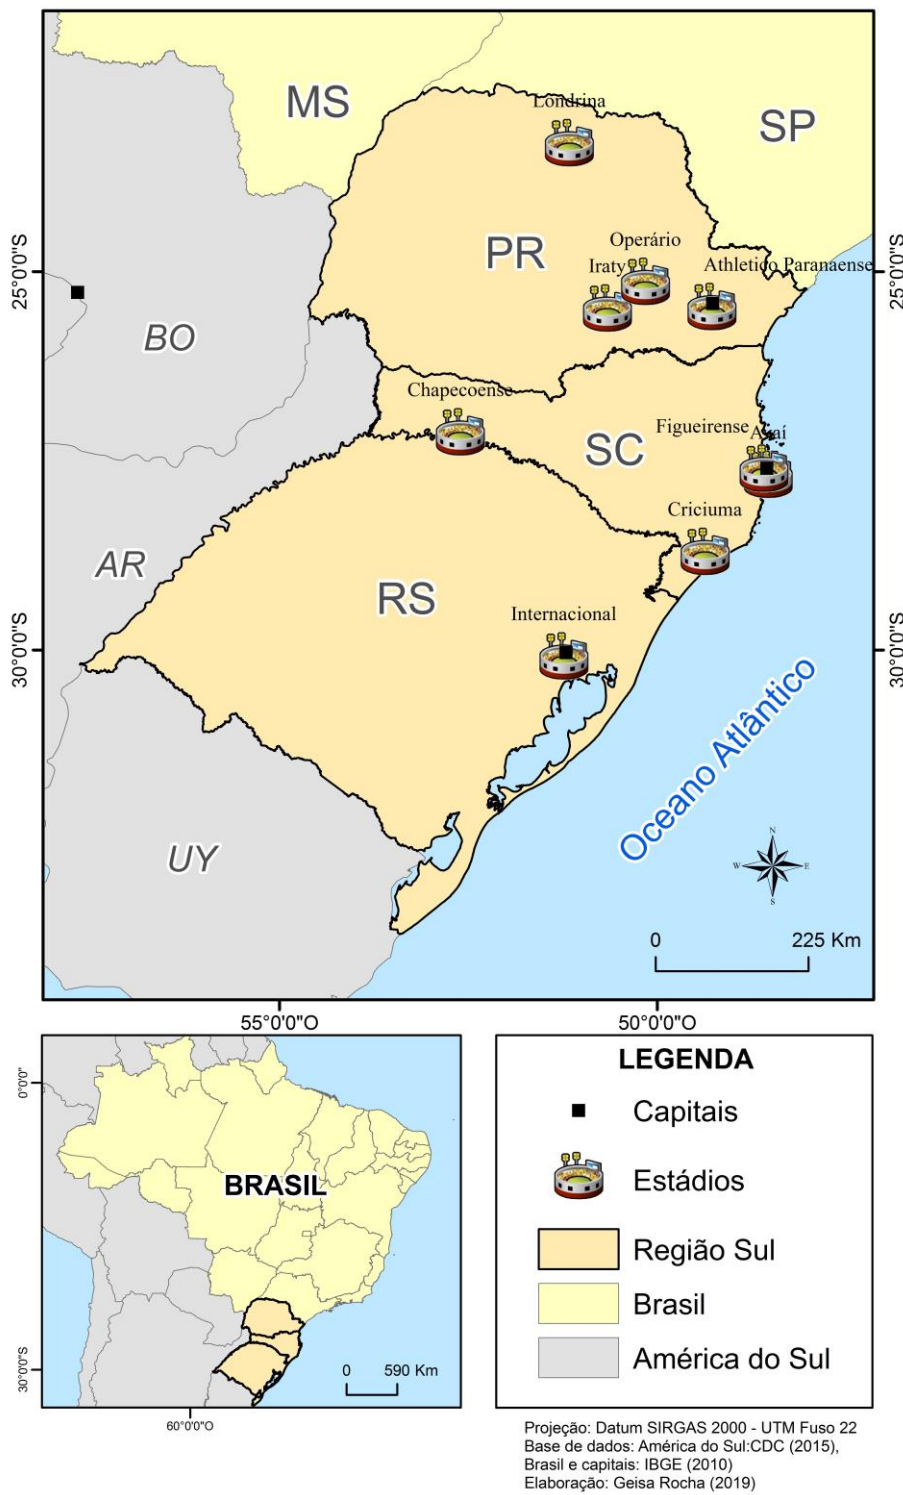 MS
SP
Londrina
PR
Operário
Iraty
Athletico Paranaense
25°0'0"S
25°0'0"S
BO
Chapecoense
Figueirense
Avaí
SC
Criciuma
AR
RS
Internacional
30°0'0"S
30°0'0"S
Oceano Atlântico
UY
N
W
E
S
0
225 Km
55°0'0"O
50°0'0"O
0°0'0"
BRASIL
30°0'0"S
0
590 Km
60°0'0"O
LEGENDA
Capitais
Estádios
Região Sul
Brasil
América do Sul
Projeção: Datum SIRGAS 2000 - UTM Fuso 22
Base de dados: América do Sul:CDC (2015),
Brasil e capitais: IBGE (2010)
Elaboração: Geisa Rocha (2019)